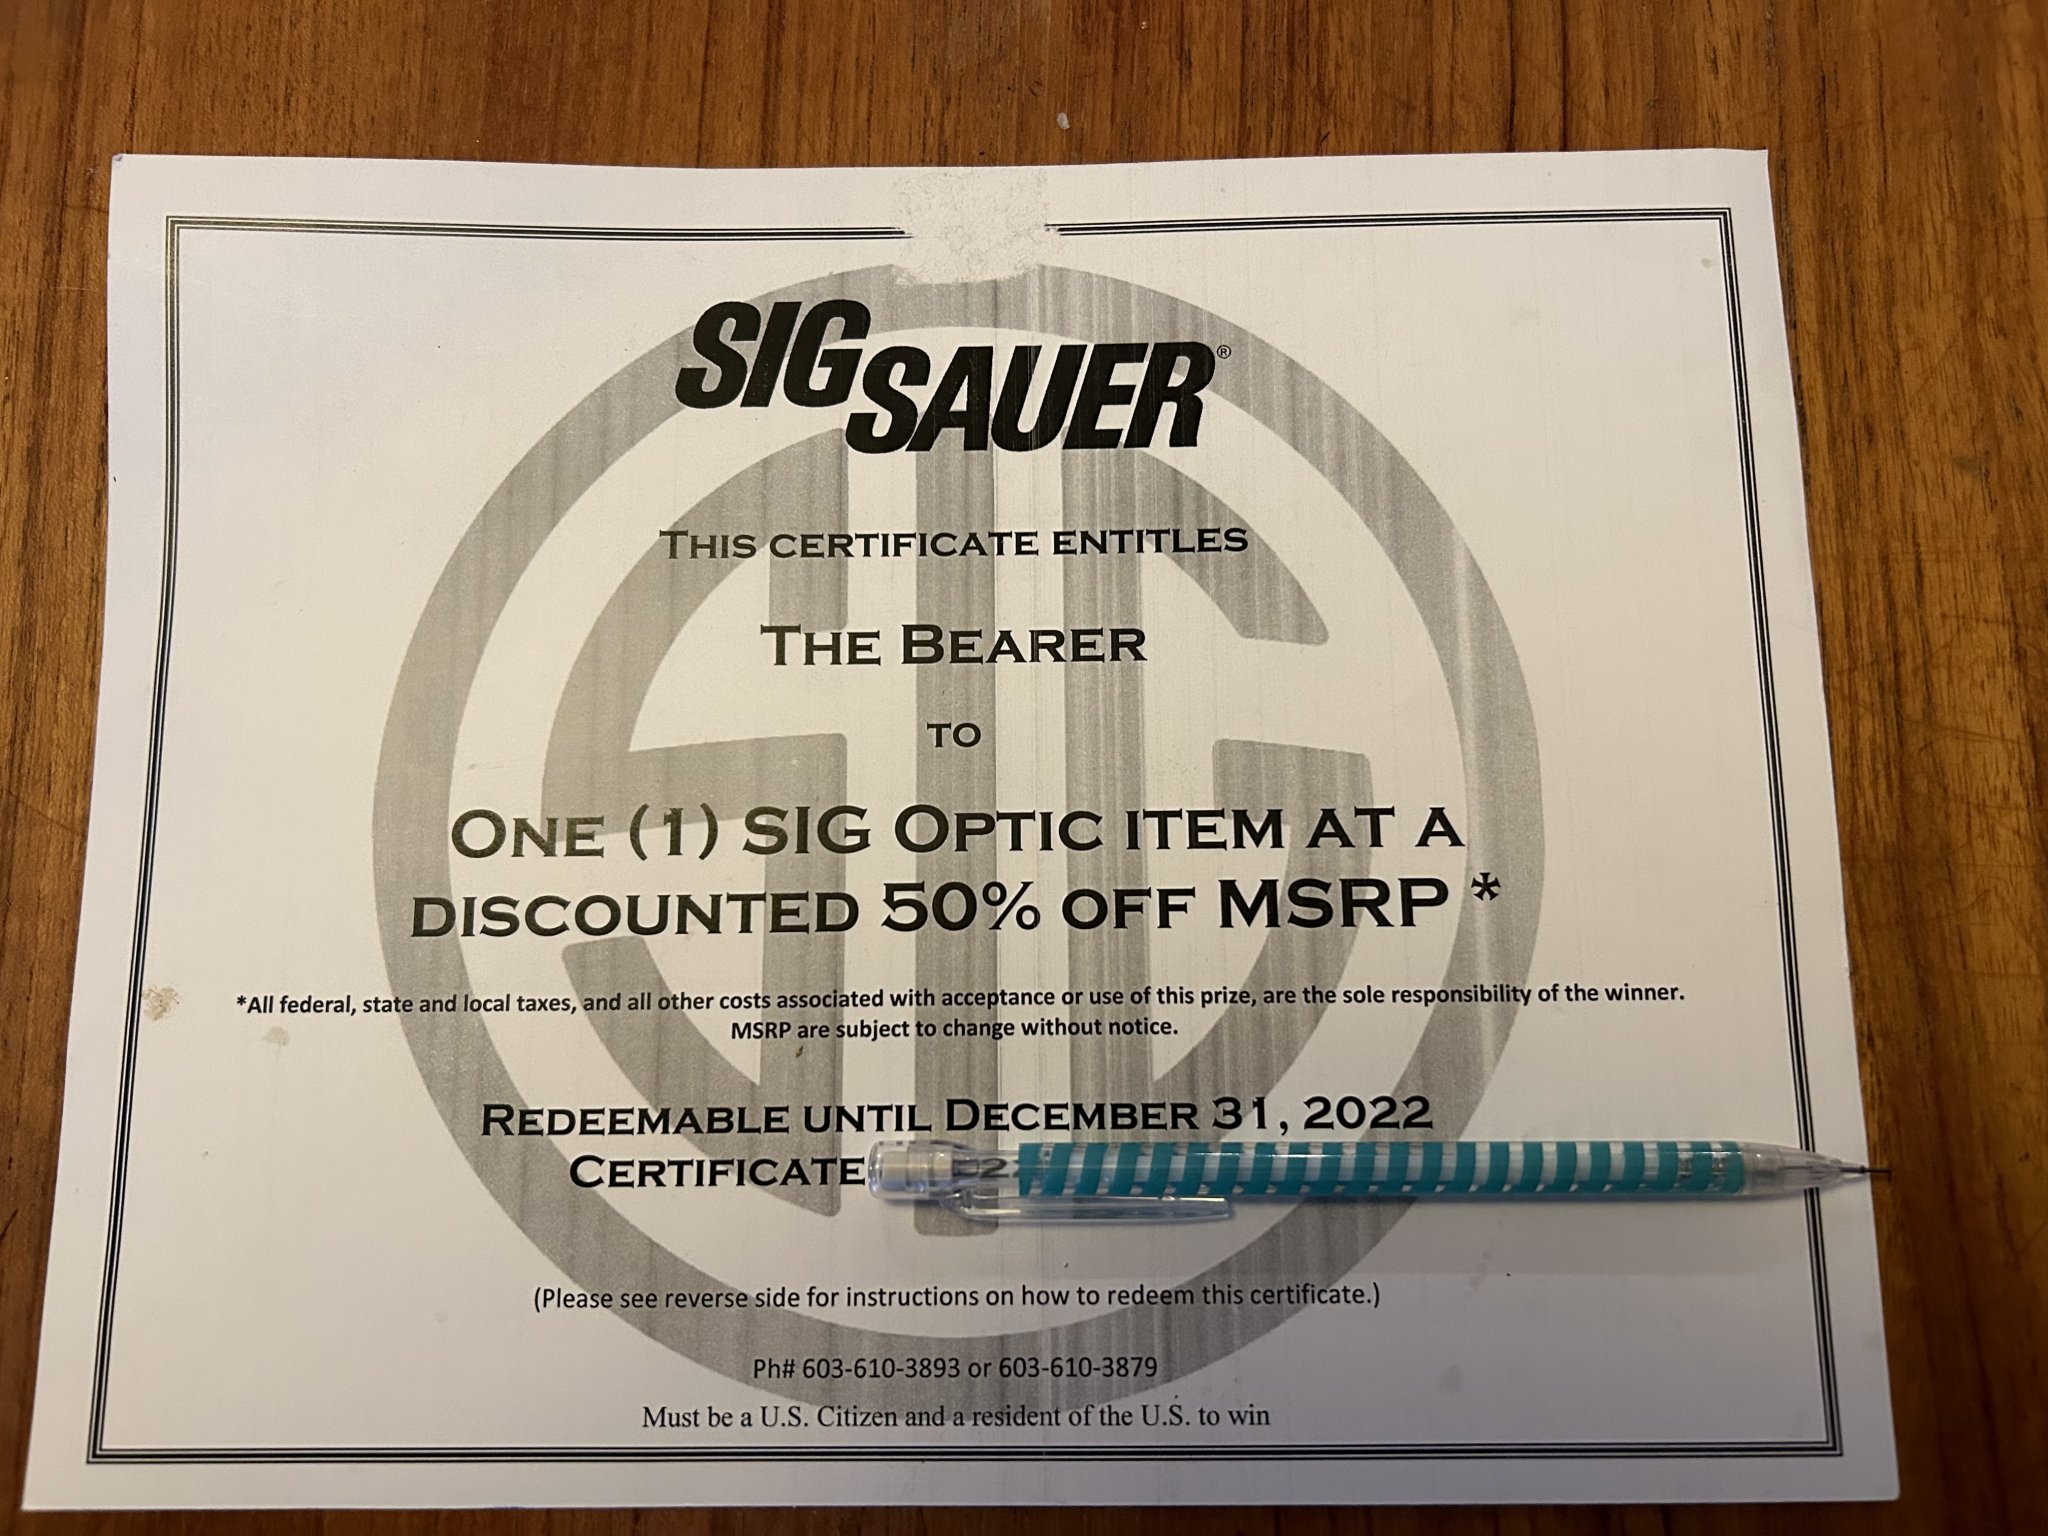 SIG SAUER®
THIS CERTIFICATE ENTITLES
THE BEARER
TO
ONE (1) SIG OPTIC ITEM AT A
DISCOUNTED 50% OFF MSRP *
*All federal, state and local taxes, and all other costs associated with acceptance or use of this prize, are the sole responsibility of the winner.
MSRP are subject to change without notice.
REDEEMABLE UNTIL DECEMBER 31, 2022
CERTIFICATE
(Please see reverse side for instructions on how to redeem this certificate.)
Ph# 603-610-3893 or 603-610-3879
Must be a U.S. Citizen and a resident of the U.S. to win
SIG